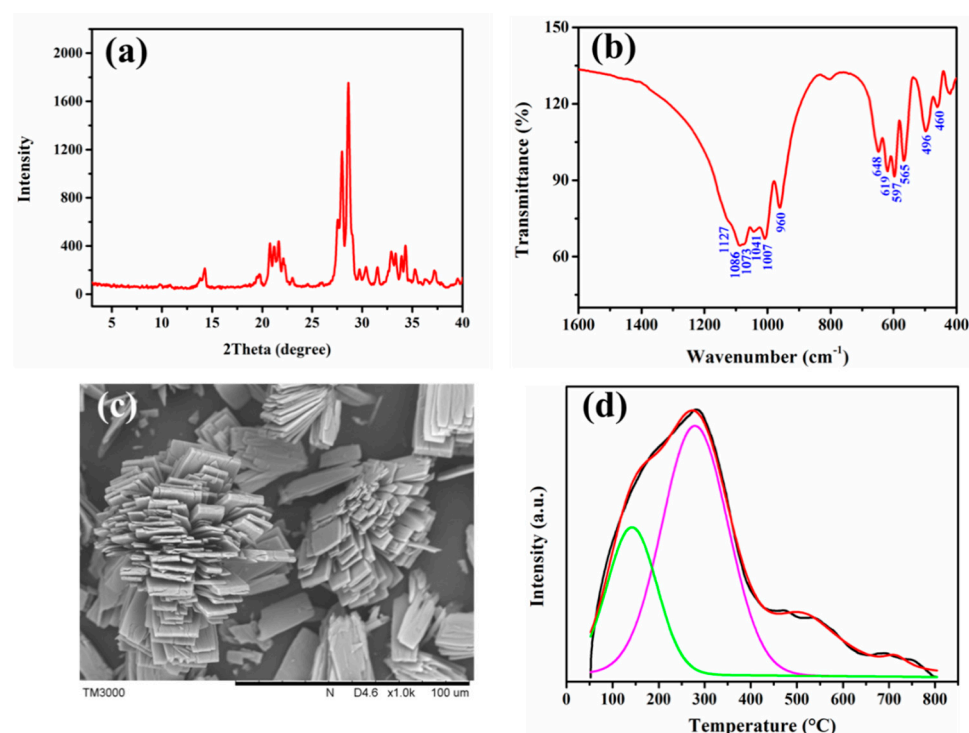 (a)
2000
1600
1200
800
400
0
Intensity
5 10 15 20 25 30 35 40
2Theta (degree)
(b)
150
120
90
60
Transmittance (%)
1127
1086
1073
1041
1007
960
648
619
597
565
496
460
1600 1400 1200 1000 800 600 400
Wavenumber (cm⁻¹)
(c)
TM3000 N D4.6 x1.0k 100 um
(d)
Intensity (a.u.)
0 100 200 300 400 500 600 700 800
Temperature (°C)